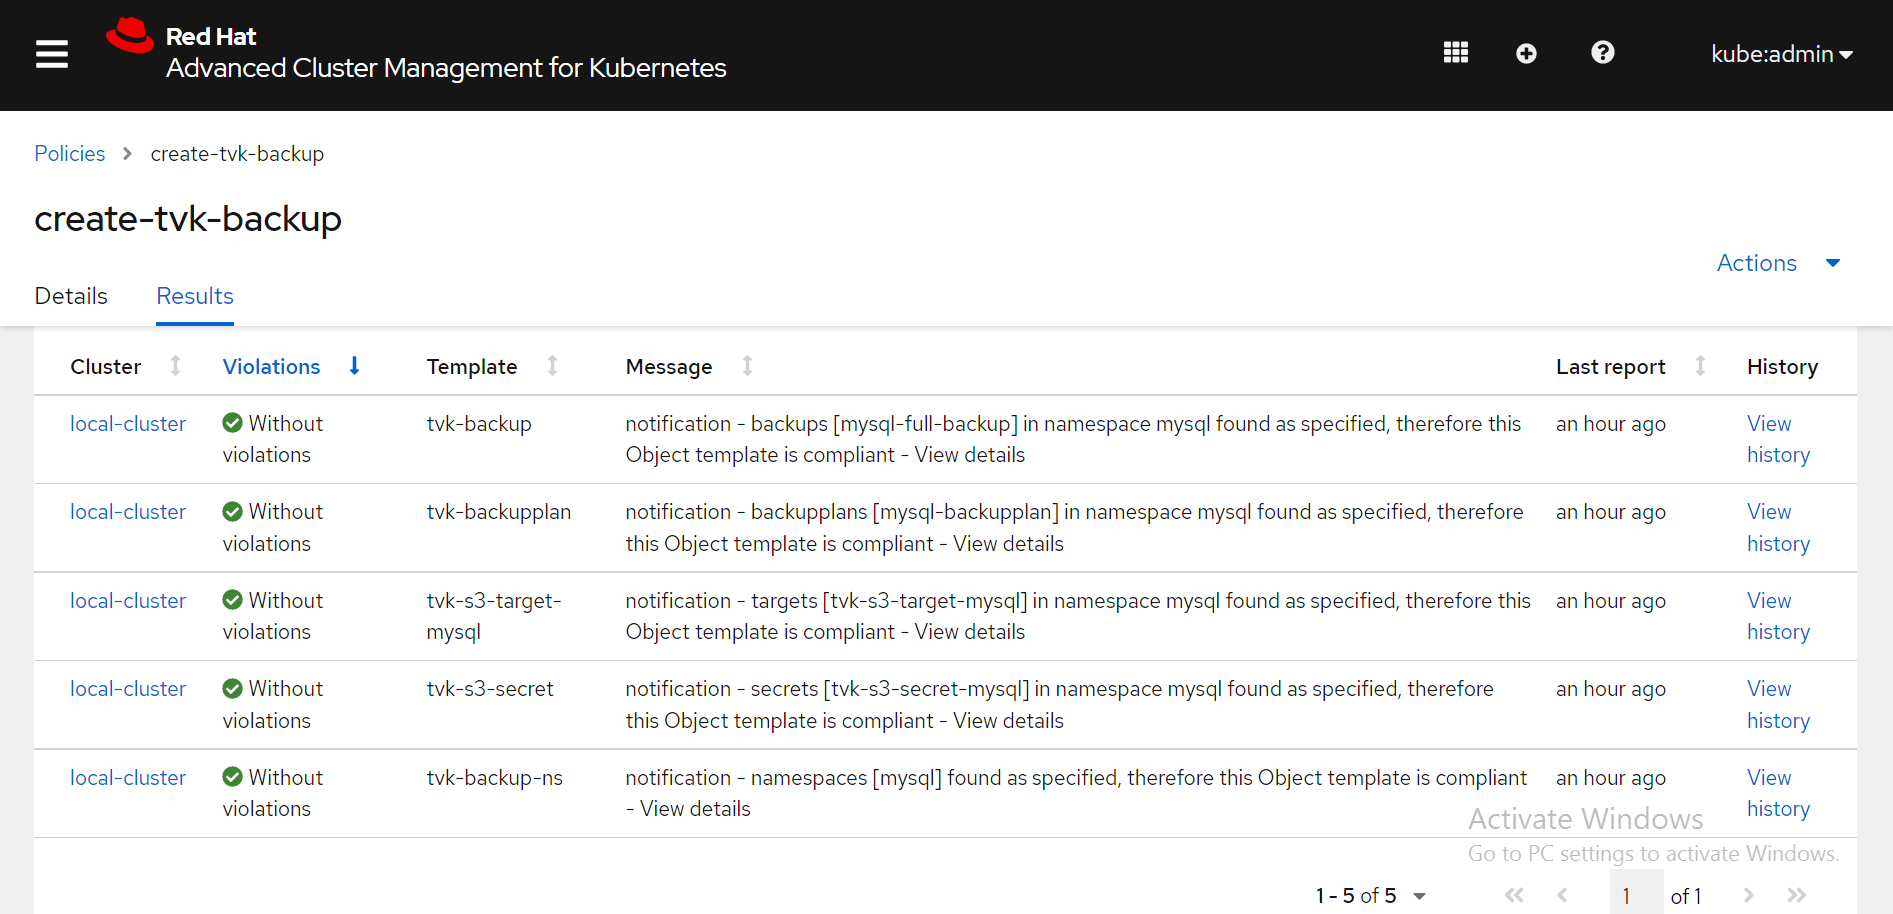 Red Hat
Advanced Cluster Management for Kubernetes
kube:admin
Policies > create-tvk-backup
create-tvk-backup
Actions
Details Results
Cluster Violations Template Message Last report History
local-cluster Without tvk-backup notification - backups [mysql-full-backup] in namespace mysql found as specified, therefore this an hour ago View
violations Object template is compliant - View details history
local-cluster Without tvk-backupplan notification - backupplans [mysql-backupplan] in namespace mysql found as specified, therefore an hour ago View
violations this Object template is compliant - View details history
local-cluster Without tvk-s3-target- notification - targets [tvk-s3-target-mysql] in namespace mysql found as specified, therefore this an hour ago View
violations mysql Object template is compliant - View details history
local-cluster Without tvk-s3-secret notification - secrets [tvk-s3-secret-mysql] in namespace mysql found as specified, therefore an hour ago View
violations this Object template is compliant - View details history
local-cluster Without tvk-backup-ns notification - namespaces [mysql] found as specified, therefore this Object template is compliant an hour ago View
violations - View details history
Activate Windows
Go to PC settings to activate Windows.
1 - 5 of 5 1 of 1